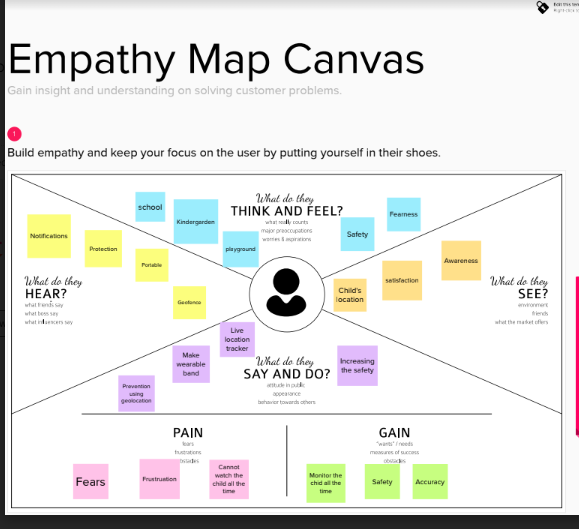 Edit this
Empathy Map Canvas
Gain insight and understanding on solving customer problems.
1
Build empathy and keep your focus on the user by putting yourself in their shoes.
What do they
THINK AND FEEL?
what really counts
major preoccupations
worries & aspirations
school
Kindergarden
playground
Safety
Fearness
What do they
HEAR?
what friends say
what boss say
what influencers say
Notifications
Protection
Portable
Geofence
What do they
SEE?
environment
friends
what the market offers
Child's
location
satisfaction
Awareness
What do they
SAY AND DO?
attitude in public
appearance
behavior towards others
Live
location
tracker
Make
wearable
band
Prevention
using
geolocation
Increasing
the safety
PAIN
fears
frustrations
obstacles
Fears
Frustruation
Cannot
watch the
child all the
time
GAIN
"wants" / needs
measures of success
obstacles
Monitor the
chid all the
time
Safety
Accuracy